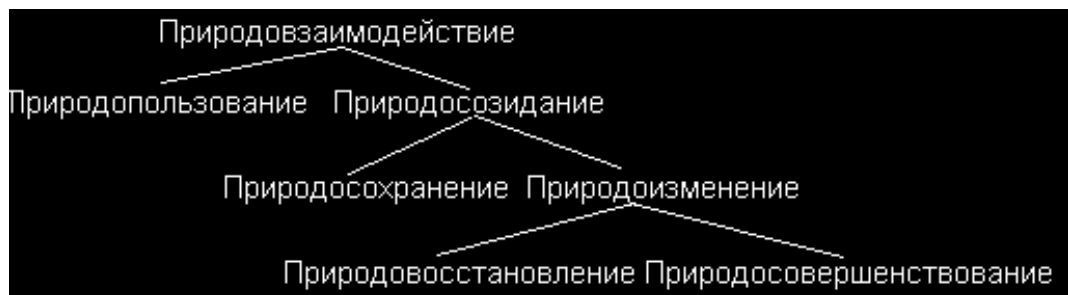 Природовзаимодействие
Природопользование Природосозидание
Природосохранение Природоизменение
Природовосстановление Природосовершенствование